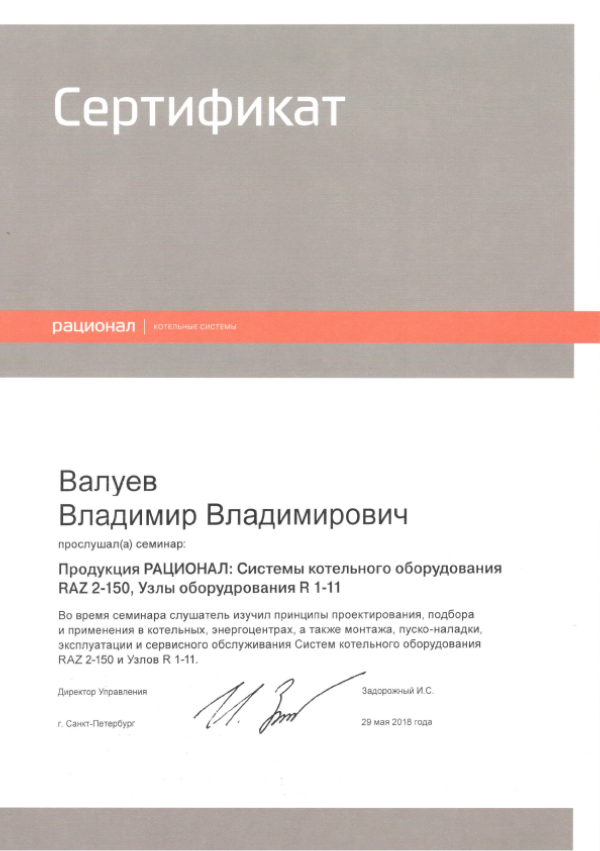 Сертификат
рационал | котельные системы
Валуев
Владимир Владимирович
прослушал(а) семинар:
Продукция РАЦИОНАЛ: Системы котельного оборудования
RAZ 2-150, Узлы оборудрования R 1-11
Во время семинара слушатель изучил принципы проектирования, подбора
и применения в котельных, энергоцентрах, а также монтажа, пуско-наладки,
эксплуатации и сервисного обслуживания Систем котельного оборудования
RAZ 2-150 и Узлов R 1-11.
Директор Управления
Задорожный И.С.
г. Санкт-Петербург
29 мая 2018 года